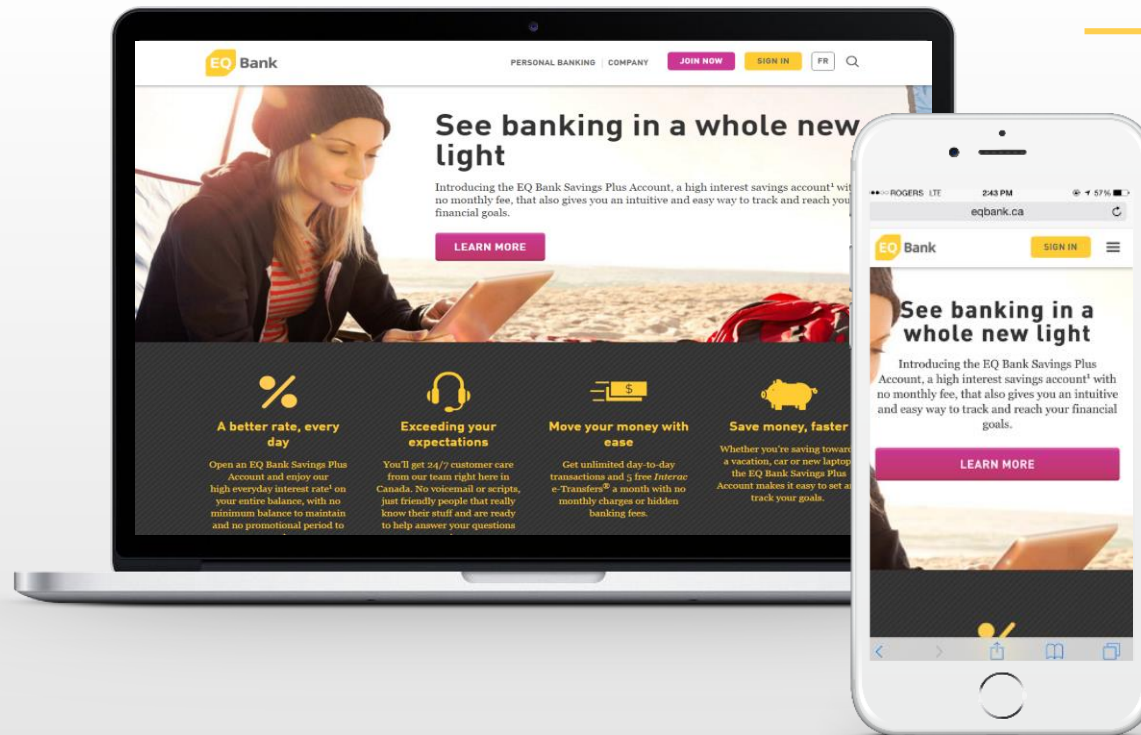 EQ Bank
PERSONAL BANKING | COMPANY
JOIN NOW
SIGN IN
FR
See banking in a whole new
light
Introducing the EQ Bank Savings Plus Account, a high interest savings account¹ wit
no monthly fee, that also gives you an intuitive and easy way to track and reach you
financial goals.
LEARN MORE
A better rate, every
day
Open an EQ Bank Savings Plus
Account and enjoy our
high everyday interest rate¹ on
your entire balance, with no
minimum balance to maintain
and no promotional period to
Exceeding your
expectations
You'll get 24/7 customer care
from our team right here in
Canada. No voicemail or scripts,
just friendly people that really
know their stuff and are ready
to help answer your questions
$
Move your money with
ease
Get unlimited day-to-day
transactions and 5 free Interac
e-Transfers® a month with no
monthly charges or hidden
banking fees.
Save money, faster
Whether you're saving towar
a vacation, car or new laptop
the EQ Bank Savings Plus
Account makes it easy to set a
track your goals.
ROGERS LTE 2:43 PM 57%
eqbank.ca
EQ Bank
SIGN IN
See banking in a
whole new light
Introducing the EQ Bank Savings Plus
Account, a high interest savings account¹ with
no monthly fee, that also gives you an intuitive
and easy way to track and reach your financial
goals.
LEARN MORE